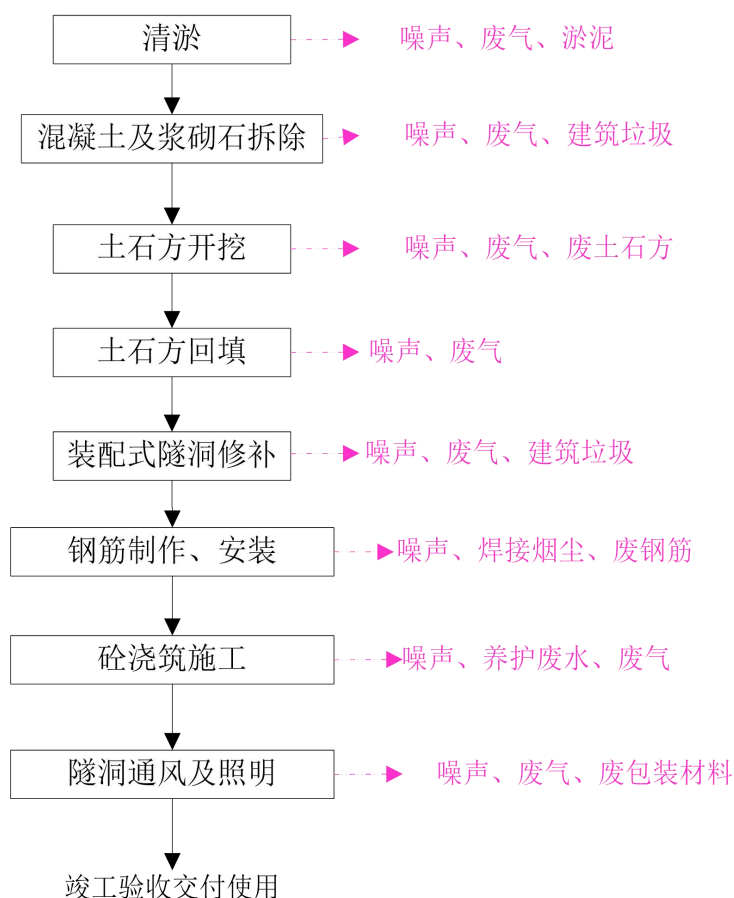 清淤
噪声、废气、淤泥
混凝土及浆砌石拆除
噪声、废气、建筑垃圾
土石方开挖
噪声、废气、废土石方
土石方回填
噪声、废气
装配式隧洞修补
噪声、废气、建筑垃圾
钢筋制作、安装
噪声、焊接烟尘、废钢筋
砼浇筑施工
噪声、养护废水、废气
隧洞通风及照明
噪声、废气、废包装材料
竣工验收交付使用